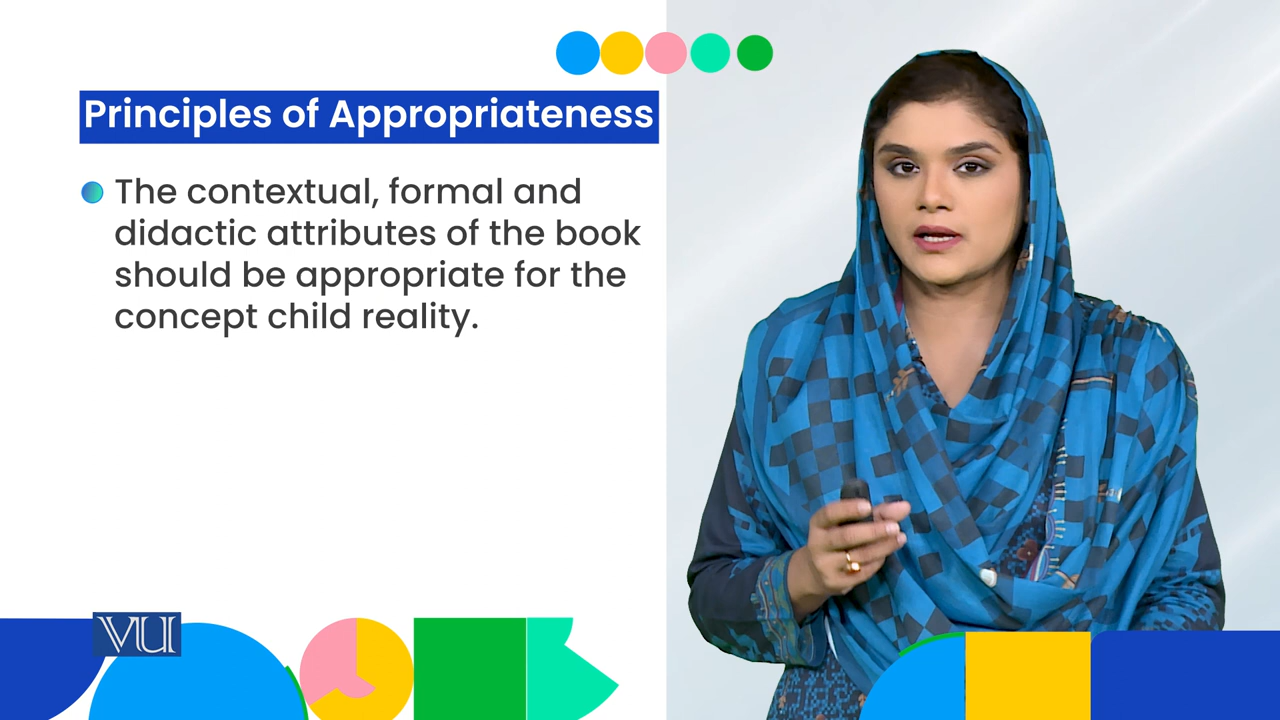 Principles of Appropriateness
The contextual, formal and
didactic attributes of the book
should be appropriate for the
concept child reality.
VU